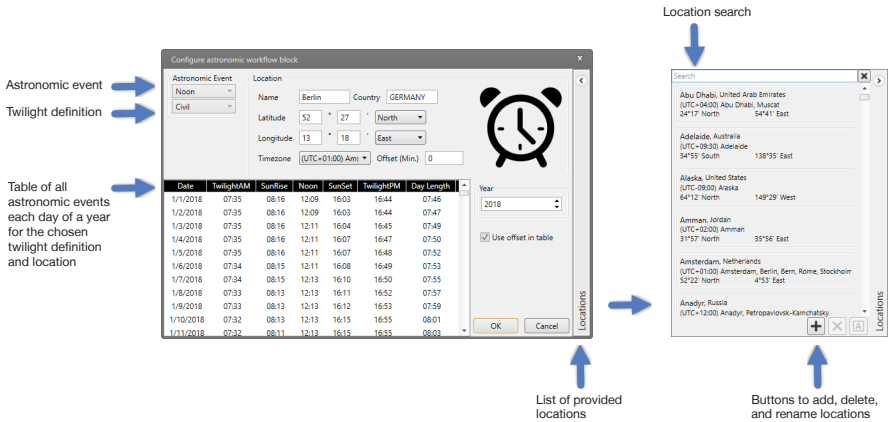 Location search
Configure astronomic workflow block
x
Astronomic event
Twilight definition
Astronomic Event
Noon
Civil
Location
Name Berlin Country GERMANY
Latitude 52 ° 27 ' North
Longitude 13 ° 18 ' East
Timezone (UTC+01:00) Ams Offset (Min.) 0
Table of all
astronomic events
each day of a year
for the chosen
twilight definition
and location
Date TwilightAM SunRise Noon SunSet TwilightPM Day Length
1/1/2018 07:35 08:16 12:09 16:03 16:44 07:46
1/2/2018 07:35 08:16 12:09 16:03 16:44 07:47
1/3/2018 07:35 08:16 12:11 16:04 16:45 07:49
1/4/2018 07:35 08:16 12:11 16:07 16:47 07:50
1/5/2018 07:35 08:16 12:11 16:07 16:48 07:52
1/6/2018 07:34 08:15 12:11 16:08 16:49 07:53
1/7/2018 07:34 08:15 12:13 16:10 16:50 07:55
1/8/2018 07:33 08:13 12:13 16:11 16:52 07:57
1/9/2018 07:33 08:13 12:13 16:12 16:53 07:59
1/10/2018 07:32 08:13 12:13 16:15 16:55 08:01
1/11/2018 07:32 08:11 12:13 16:15 16:55 08:03
Year
2018
Use offset in table
OK Cancel
Locations
List of provided
locations
Search
Abu Dhabi, United Arab Emirates
(UTC+04:00) Abu Dhabi, Muscat
24°17' North 54°41' East
Adelaide, Australia
(UTC+09:30) Adelaide
34°55' South 138°35' East
Alaska, United States
(UTC-09:00) Alaska
64°12' North 149°29' West
Amman, Jordan
(UTC+02:00) Amman
31°57' North 35°56' East
Amsterdam, Netherlands
(UTC+01:00) Amsterdam, Berlin, Bern, Rome, Stockholm
52°22' North 4°53' East
Anadyr, Russia
(UTC+12:00) Anadyr, Petropavlovsk-Kamchatsky
A
Locations
Buttons to add, delete,
and rename locations